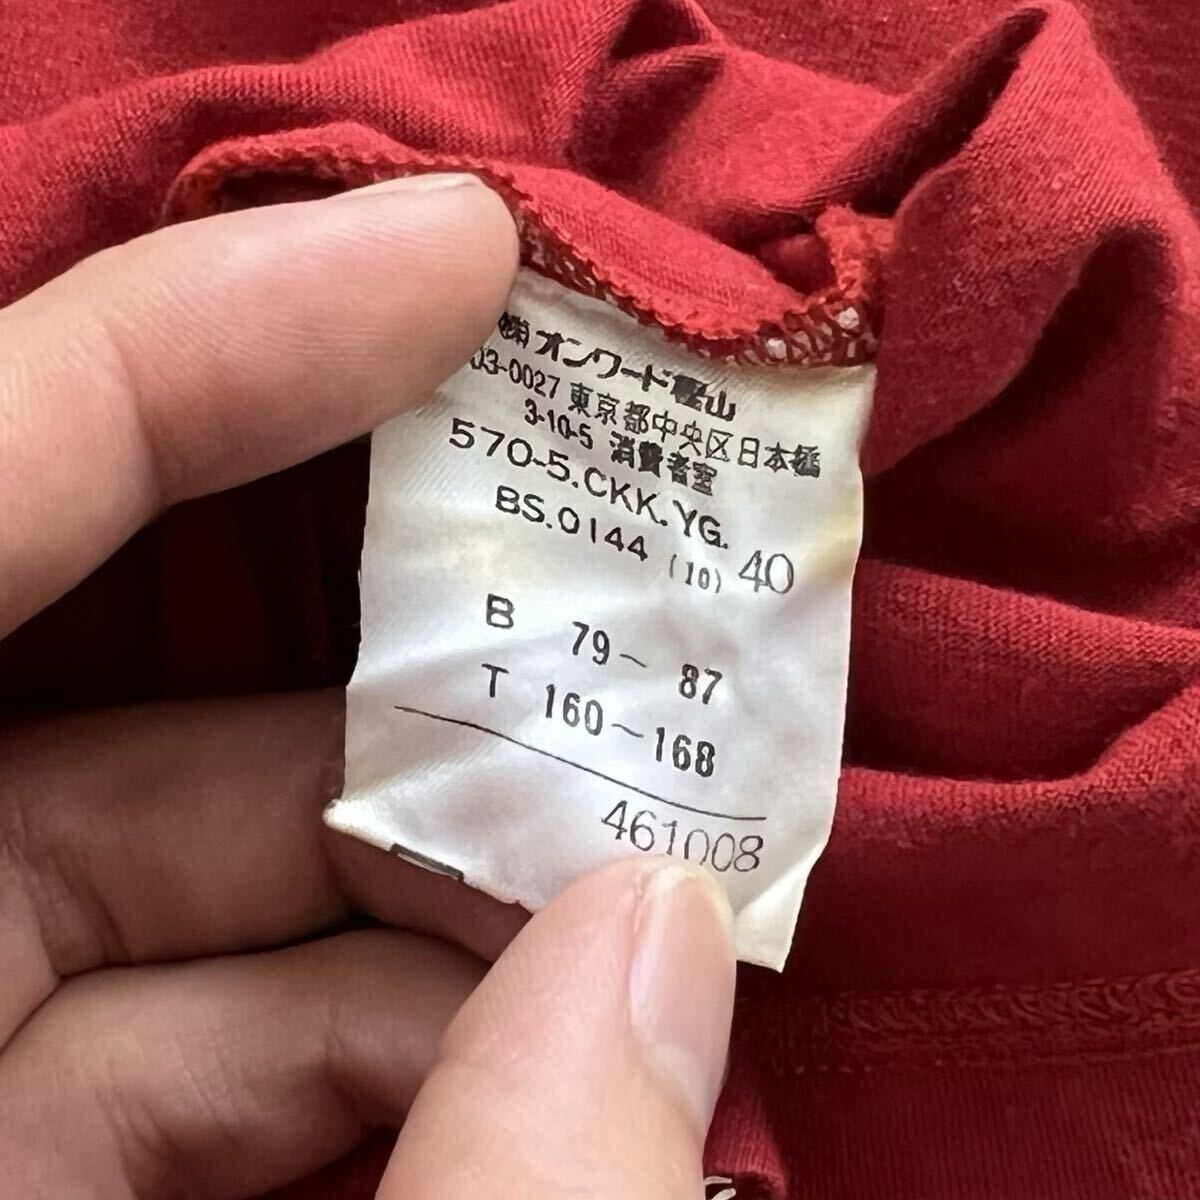 ㈱オンワード樫山
03-0027 東京都中央区日本橋
3-10-5 消費者室
570-5.CKK.YG.
BS.0144 (10) 40
B 79～87
T 160～168
461008